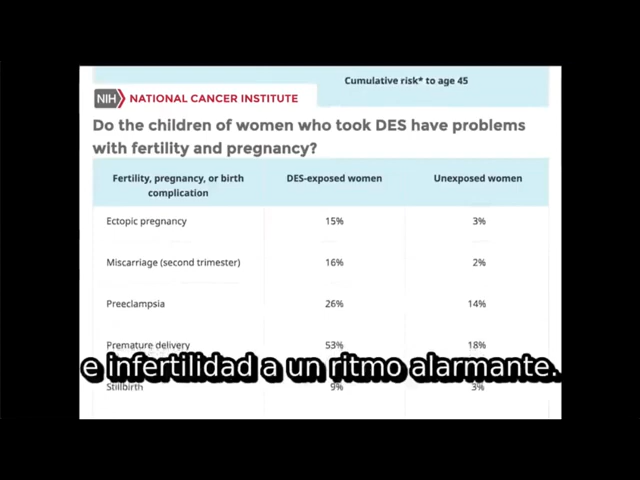 Cumulative risk* to age 45
NIH NATIONAL CANCER INSTITUTE
Do the children of women who took DES have problems
with fertility and pregnancy?
Fertility, pregnancy, or birth DES-exposed women Unexposed women
complication
Ectopic pregnancy 15% 3%
Miscarriage (second trimester) 16% 2%
Preeclampsia 26% 14%
Premature delivery 53% 18%
e infertilidad a un ritmo alarmante.
Stillbirth 9% 3%